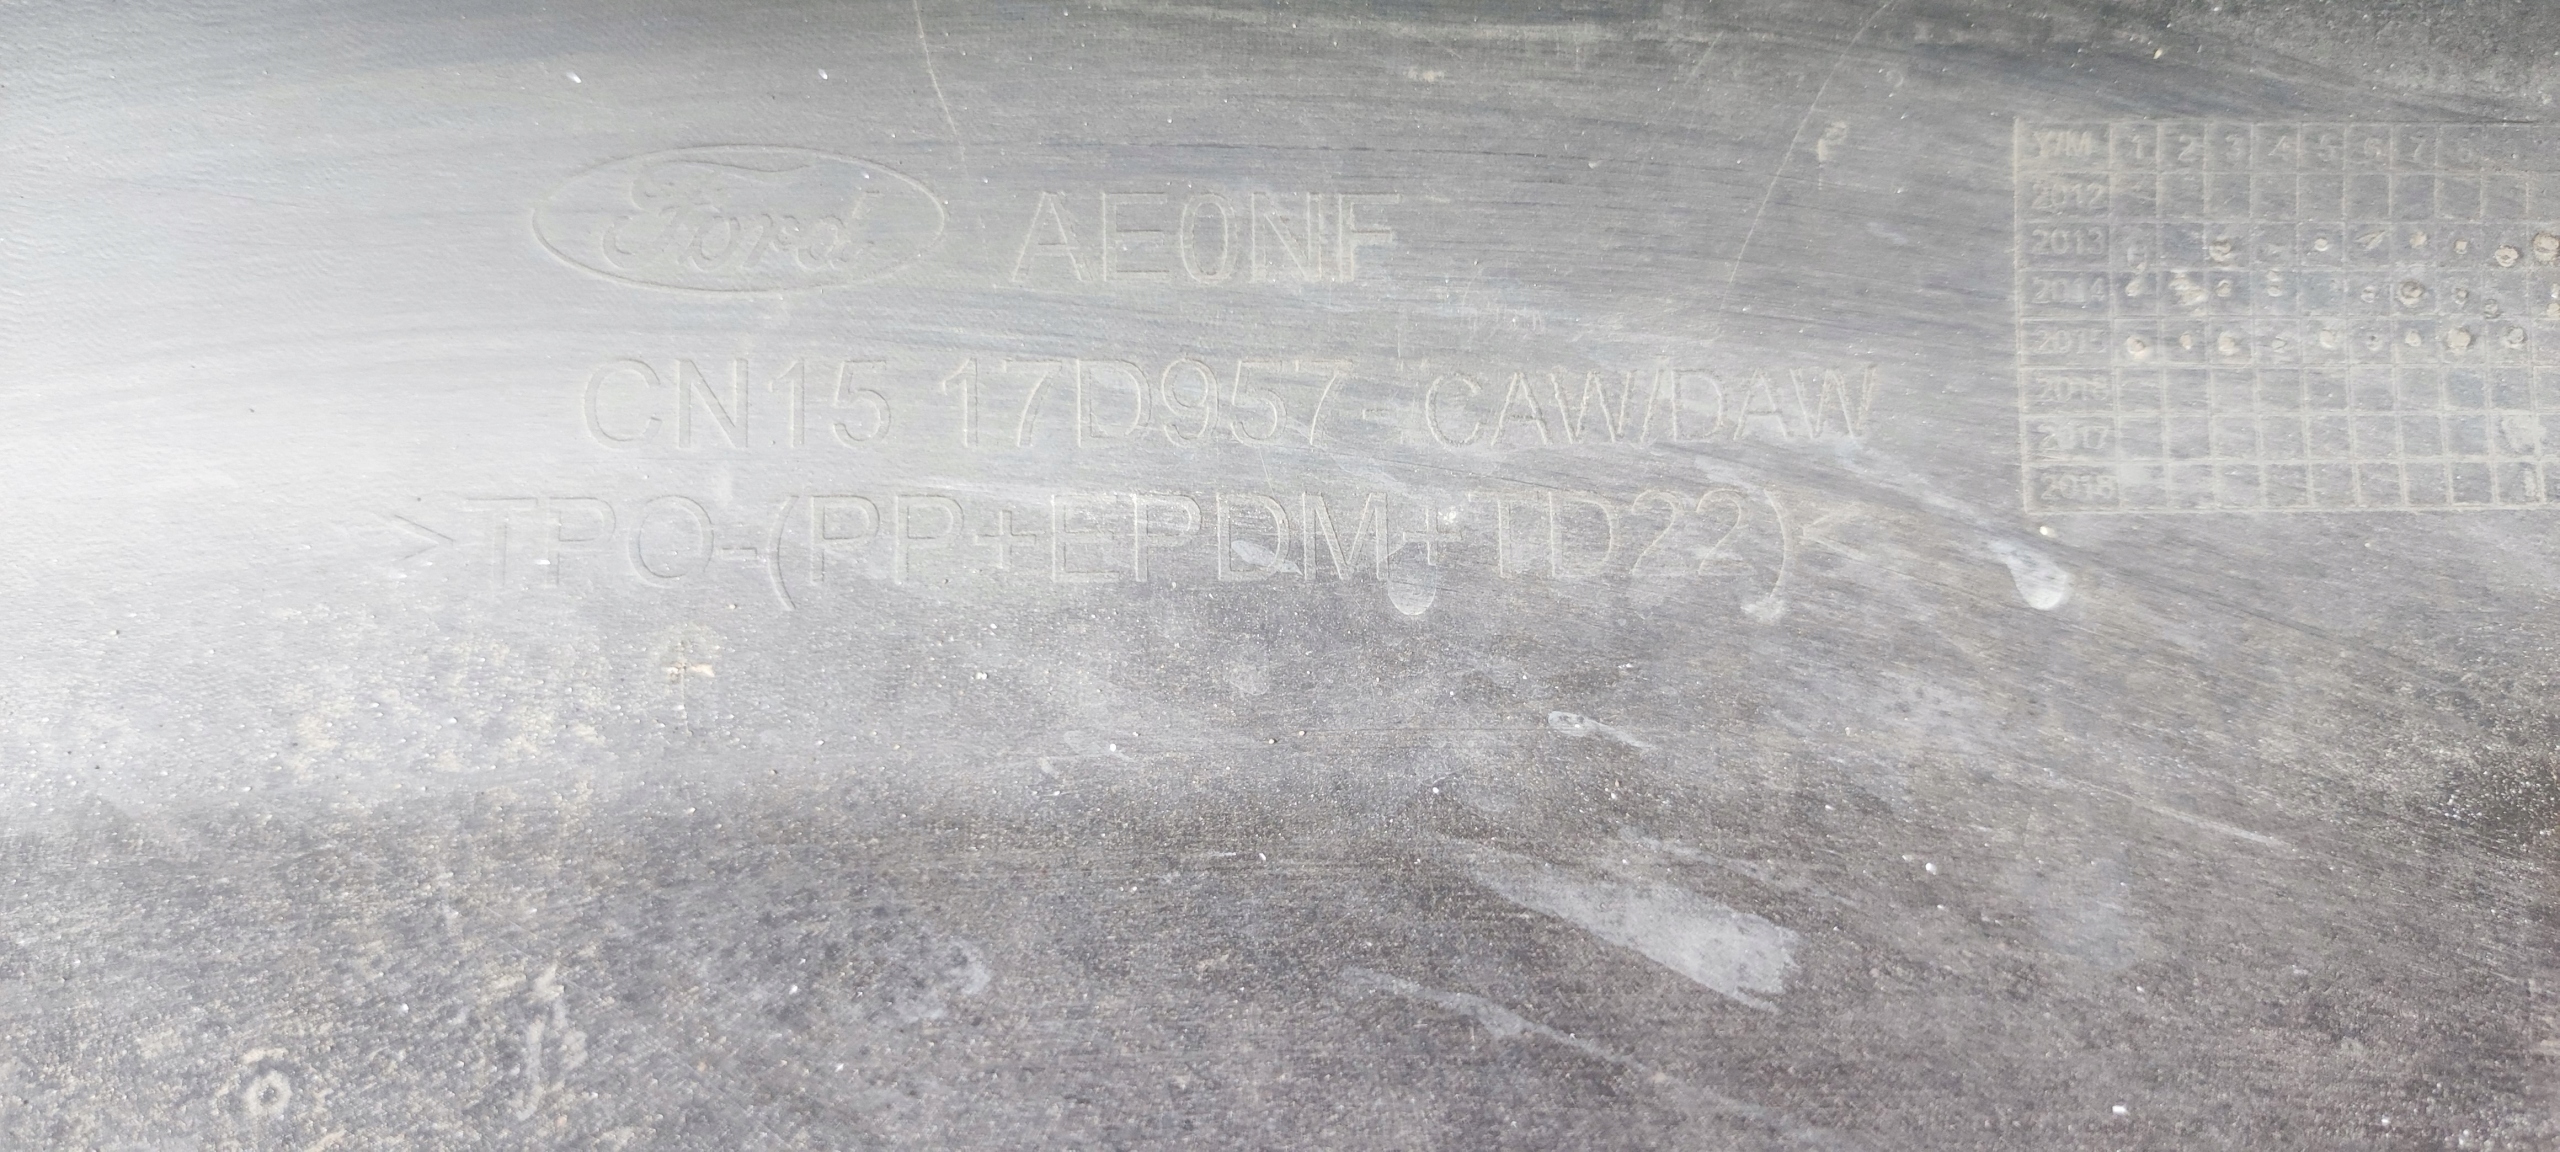 Ford AE0NF
CN15 17D957- CAW/DAW
>TPO-(PP+EPDM+TD22)<
Y/M 1 2 3 4 5 6 7 8
2012
2013
2014
2015
2016
2017
2018